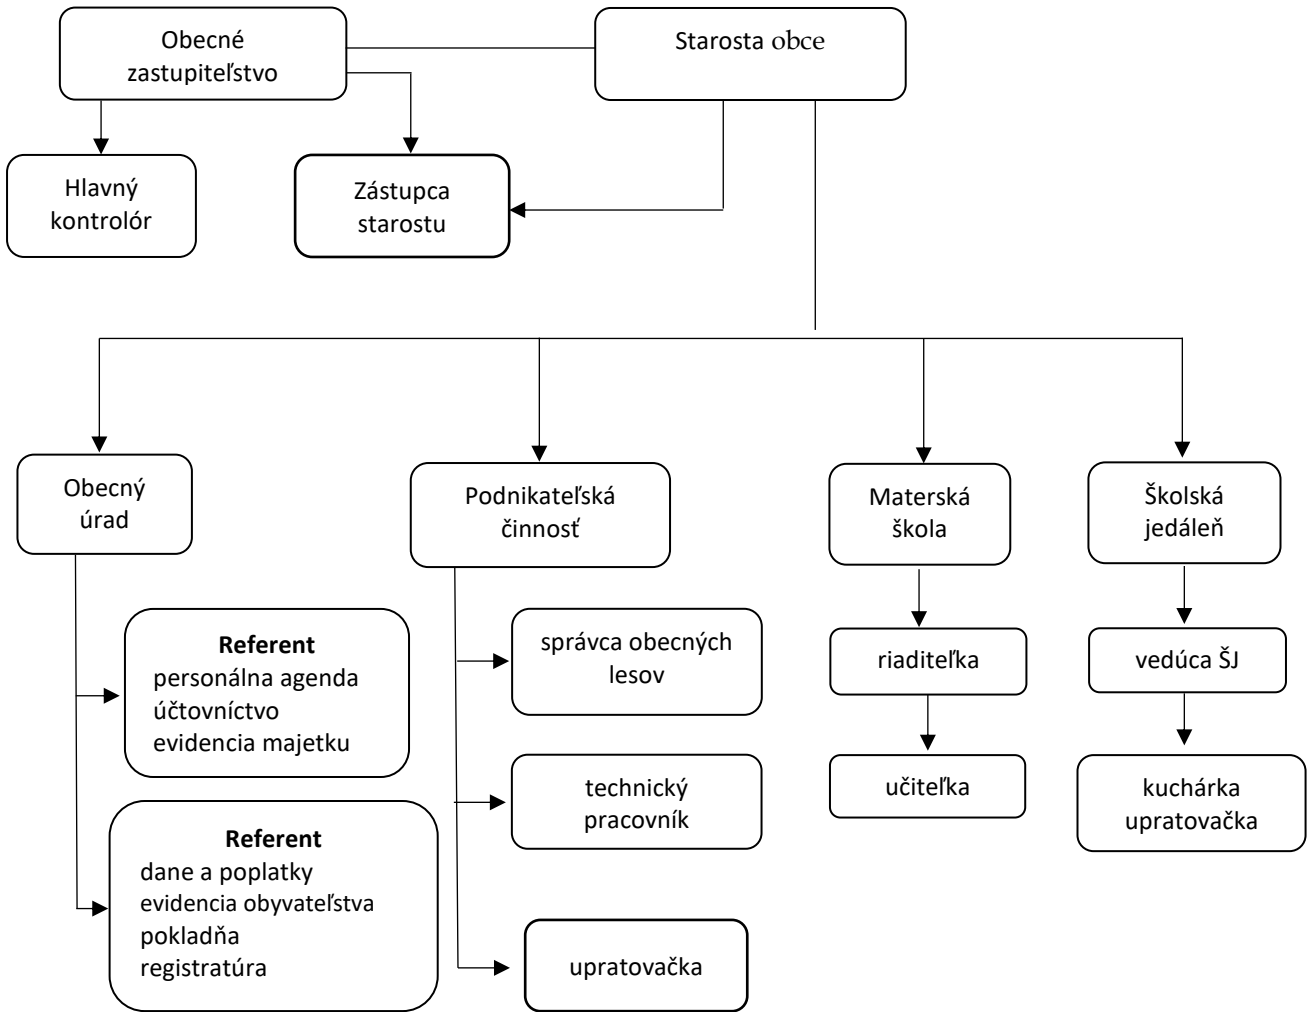 Obecné
zastupiteľstvo
Starosta obce
Hlavný
kontrolór
Zástupca
starostu
Obecný
úrad
Podnikateľská
činnosť
Materská
škola
Školská
jedáleň
Referent
personálna agenda
účtovníctvo
evidencia majetku
správca obecných
lesov
riaditeľka
vedúca ŠJ
technický
pracovník
učiteľka
kuchárka
upratovačka
Referent
dane a poplatky
evidencia obyvateľstva
pokladňa
registratúra
upratovačka